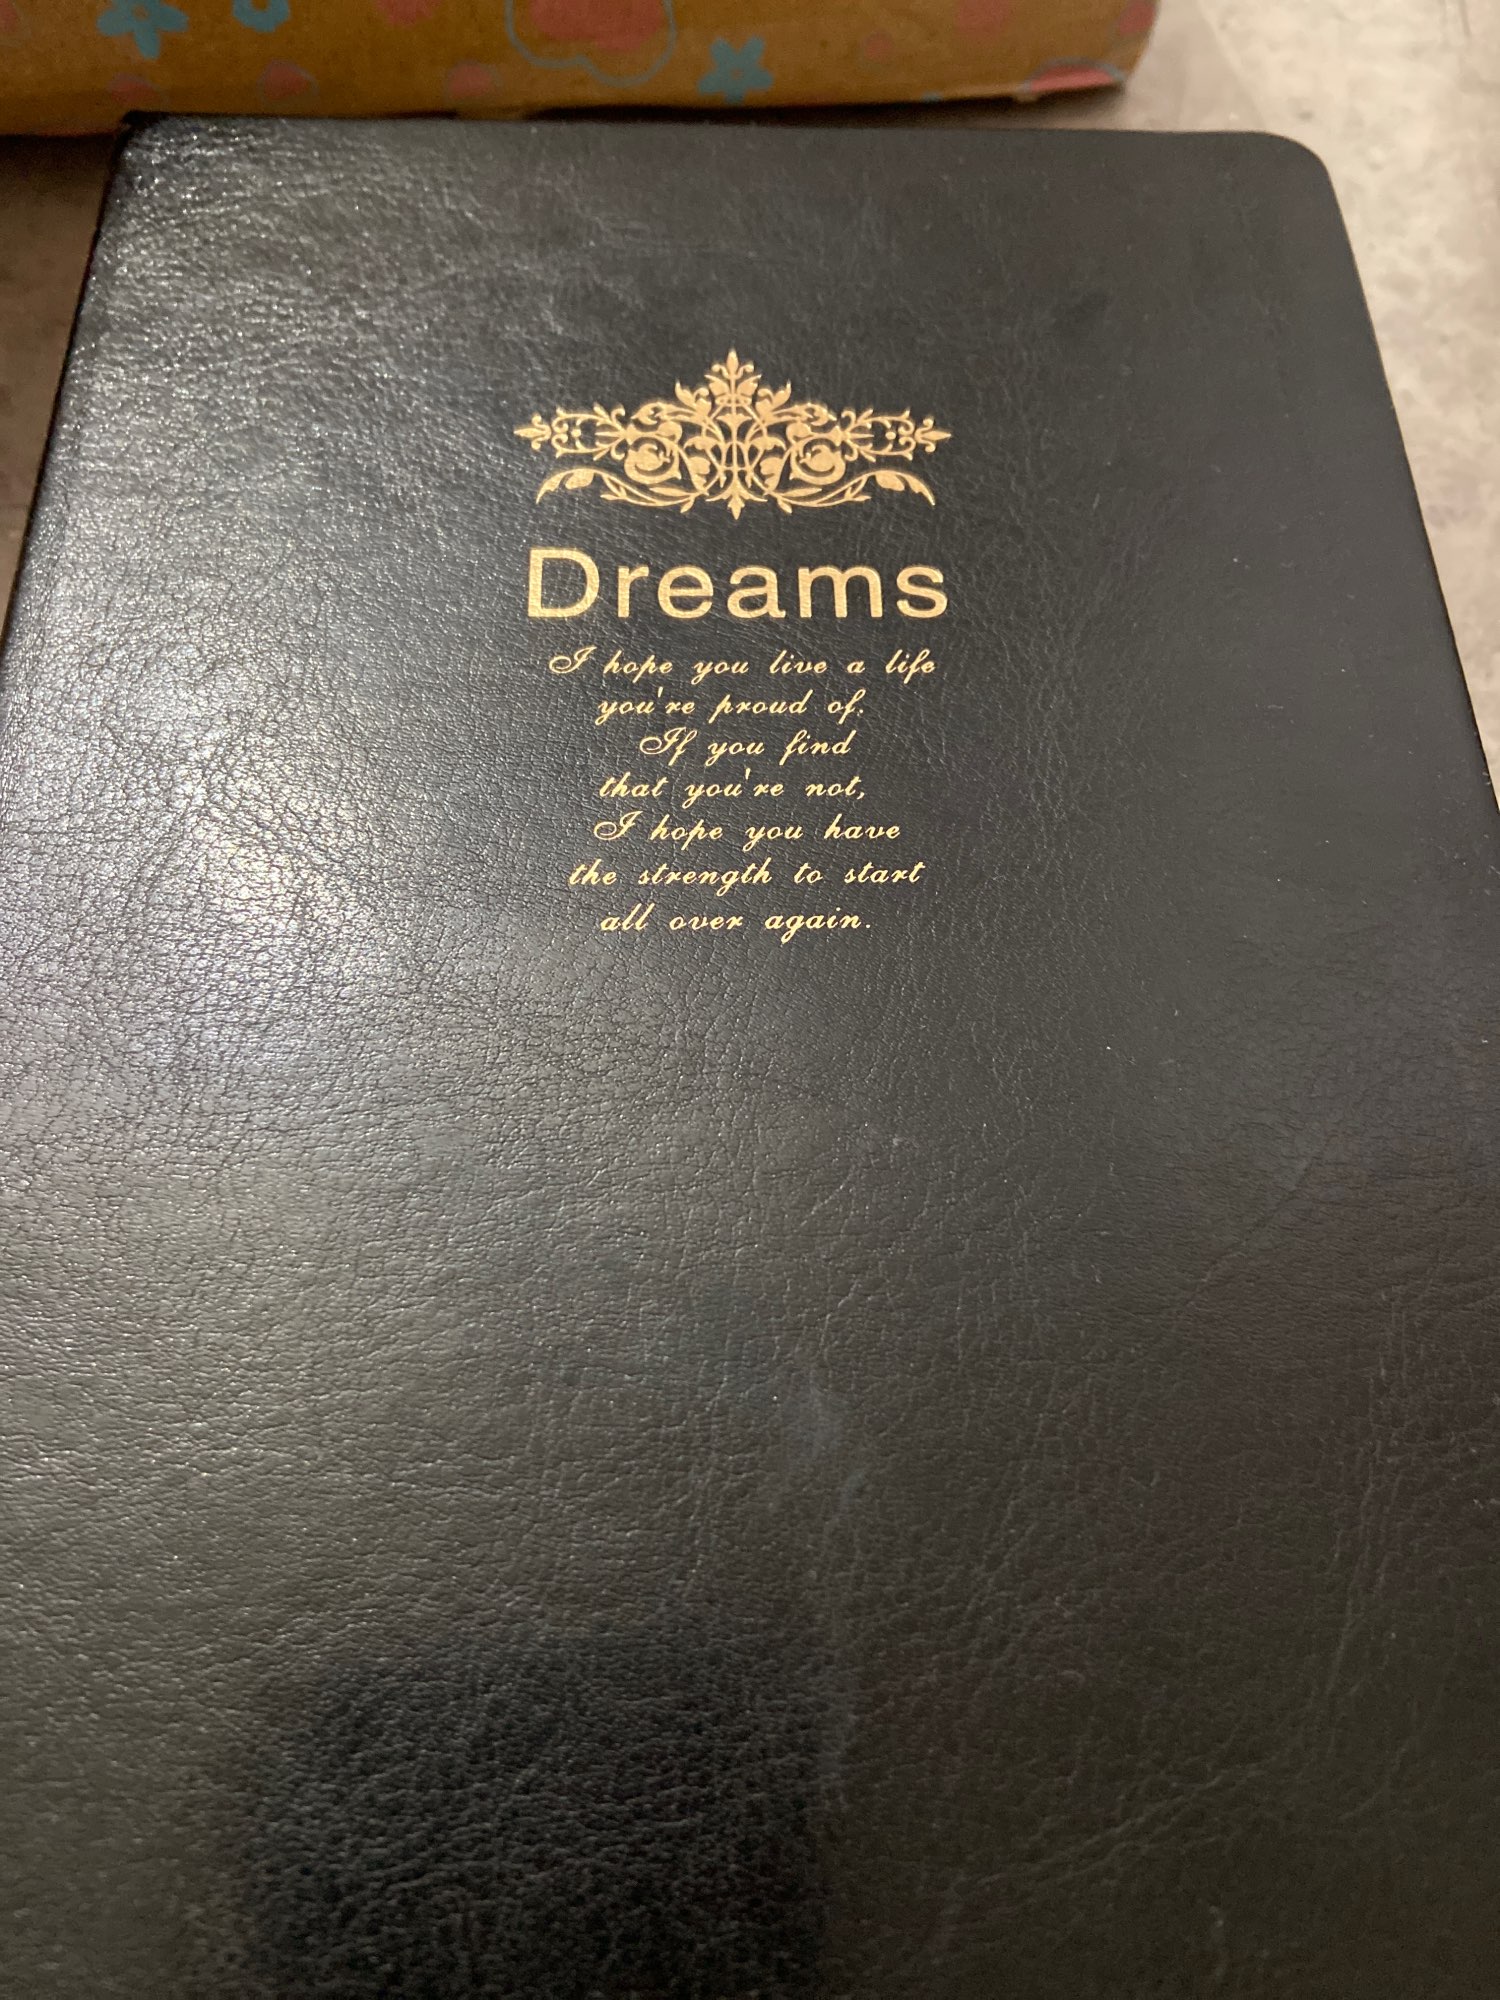 Dreams
I hope you live a life
you're proud of.
If you find
that you're not,
I hope you have
the strength to start
all over again.